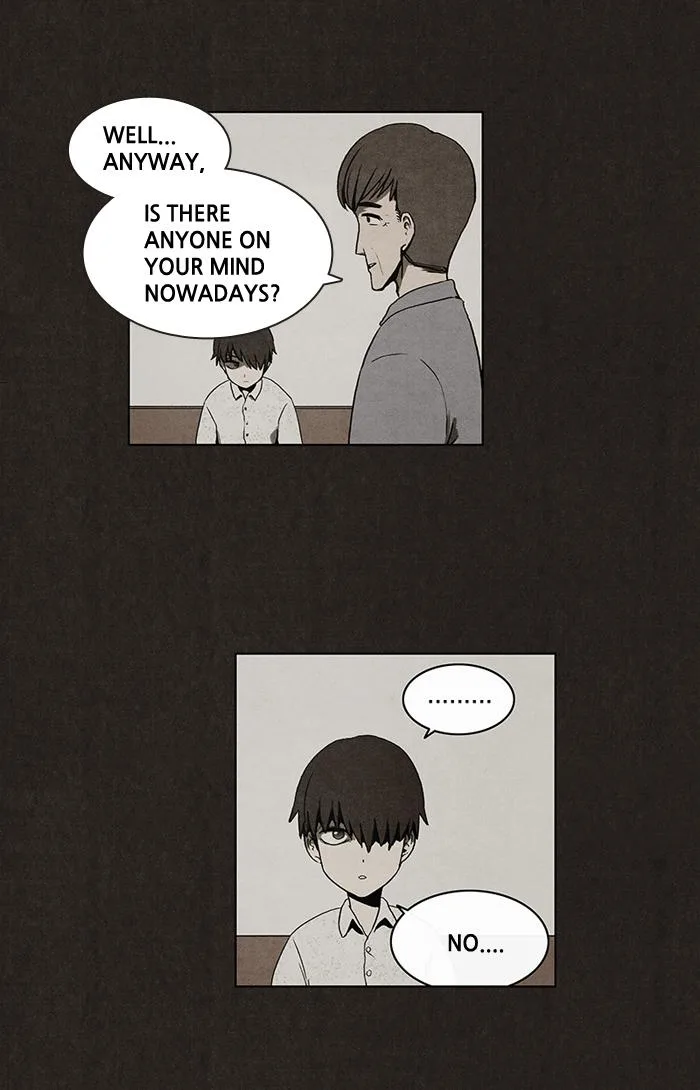 WELL...
ANYWAY,
IS THERE
ANYONE ON
YOUR MIND
NOWADAYS?
.........
NO....